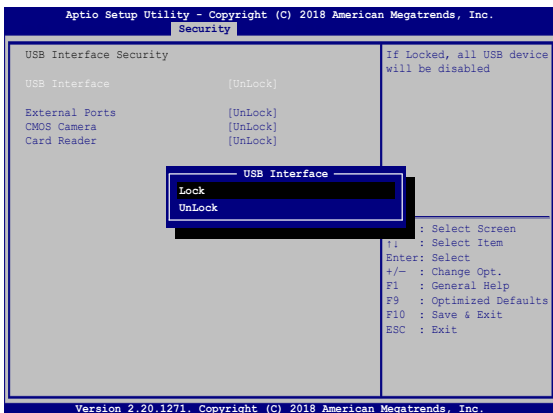 Aptio Setup Utility - Copyright (C) 2018 American Megatrends, Inc.
Security
USB Interface Security
USB Interface [UnLock]
External Ports [UnLock]
CMOS Camera [UnLock]
Card Reader [UnLock]
If Locked, all USB device
will be disabled
USB Interface
Lock
UnLock
: Select Screen
↑↓ : Select Item
Enter: Select
+/— : Change Opt.
F1 : General Help
F9 : Optimized Defaults
F10 : Save & Exit
ESC : Exit
Version 2.20.1271. Copyright (C) 2018 American Megatrends, Inc.